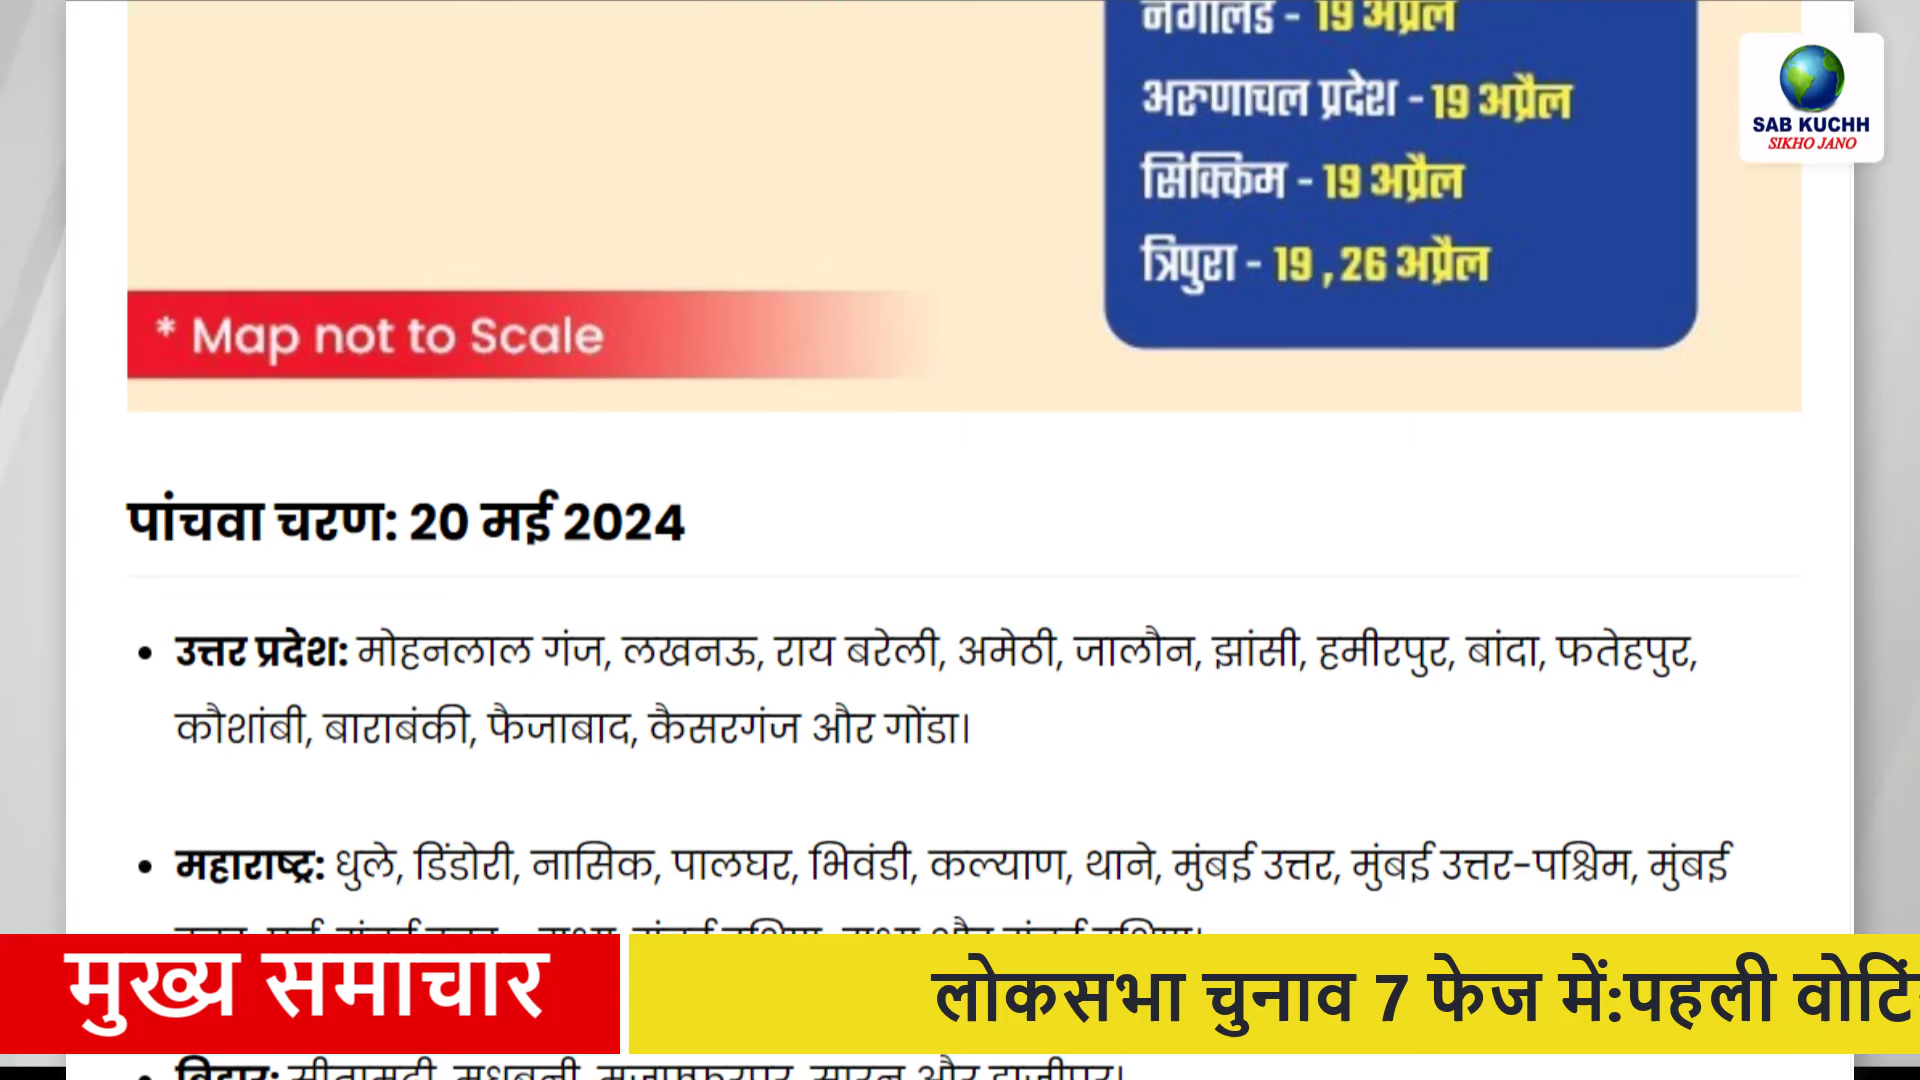 नगालैंड - 19 अप्रैल
अरुणाचल प्रदेश - 19 अप्रैल
सिक्किम - 19 अप्रैल
त्रिपुरा - 19 , 26 अप्रैल
SAB KUCHH
SIKHO JANO
* Map not to Scale
पांचवा चरण: 20 मई 2024
• उत्तर प्रदेश: मोहनलाल गंज, लखनऊ, राय बरेली, अमेठी, जालौन, झांसी, हमीरपुर, बांदा, फतेहपुर,
कौशांबी, बाराबंकी, फैजाबाद, कैसरगंज और गोंडा।
• महाराष्ट्र: धुले, डिंडोरी, नासिक, पालघर, भिवंडी, कल्याण, थाने, मुंबई उत्तर, मुंबई उत्तर-पश्चिम, मुंबई
मुख्य समाचार
लोकसभा चुनाव 7 फेज में:पहली